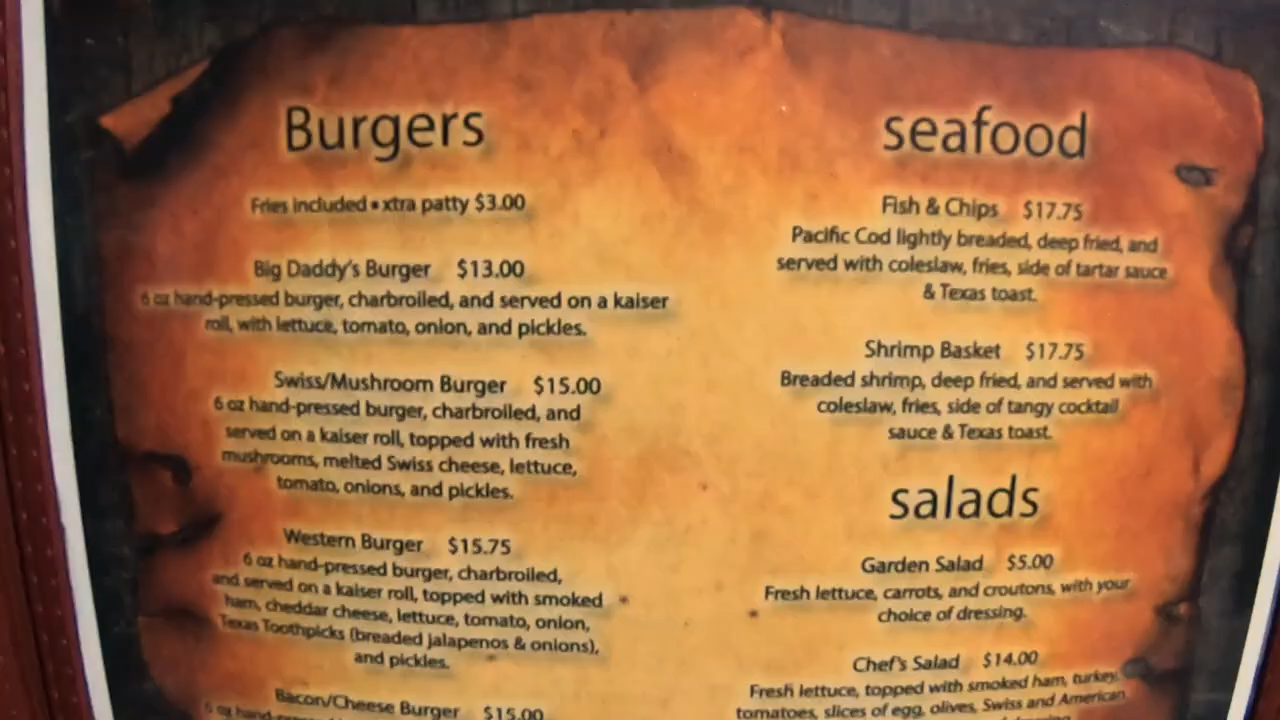 Burgers
Fries included • xtra patty $3.00
Big Daddy's Burger $13.00
6 oz hand-pressed burger, charbroiled, and served on a kaiser
roll, with lettuce, tomato, onion, and pickles.
Swiss/Mushroom Burger $15.00
6 oz hand-pressed burger, charbroiled, and
served on a kaiser roll, topped with fresh
mushrooms, melted Swiss cheese, lettuce,
tomato, onions, and pickles.
Western Burger $15.75
6 oz hand-pressed burger, charbroiled,
and served on a kaiser roll, topped with smoked
ham, cheddar cheese, lettuce, tomato, onion,
Texas Toothpicks (breaded jalapenos & onions),
and pickles.
Bacon/Cheese Burger $15.00
6 oz
seafood
Fish & Chips $17.75
Pacific Cod lightly breaded, deep fried, and
served with coleslaw, fries, side of tartar sauce
& Texas toast.
Shrimp Basket $17.75
Breaded shrimp, deep fried, and served with
coleslaw, fries, side of tangy cocktail
sauce & Texas toast.
salads
Garden Salad $5.00
Fresh lettuce, carrots, and croutons, with your
choice of dressing.
Chef's Salad $14.00
Fresh lettuce, topped with smoked ham, turkey,
tomatoes, slices of egg, olives, Swiss and American